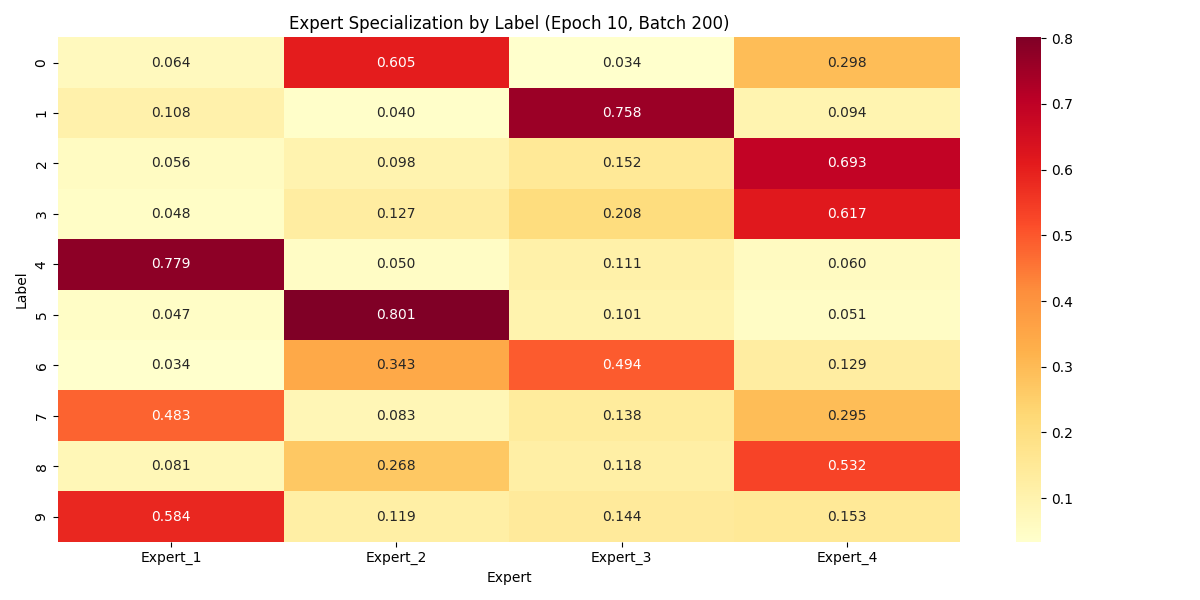 Expert Specialization by Label (Epoch 10, Batch 200)
0 0.064 0.605 0.034 0.298
1 0.108 0.040 0.758 0.094
2 0.056 0.098 0.152 0.693
3 0.048 0.127 0.208 0.617
4 0.779 0.050 0.111 0.060
5 0.047 0.801 0.101 0.051
6 0.034 0.343 0.494 0.129
7 0.483 0.083 0.138 0.295
8 0.081 0.268 0.118 0.532
9 0.584 0.119 0.144 0.153
Label
Expert_1 Expert_2 Expert_3 Expert_4
Expert
0.8
0.7
0.6
0.5
0.4
0.3
0.2
0.1